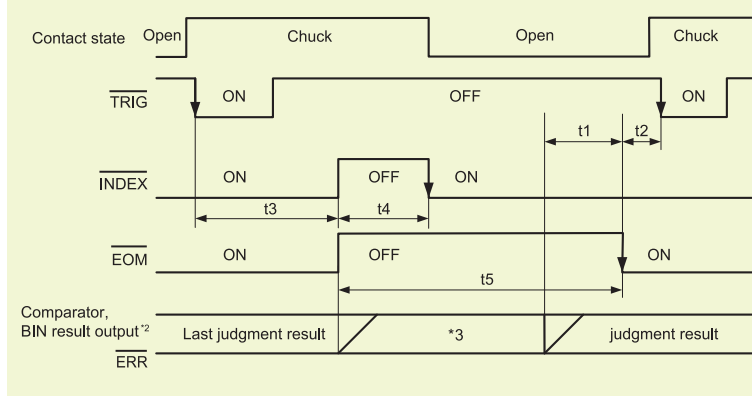 Contact state Open Chuck Open Chuck
TRIG ON OFF ON
t1 t2
INDEX ON OFF ON
t3 t4
EOM ON OFF ON
t5
Comparator,
BIN result output*2 Last judgment result *3 judgment result
ERR